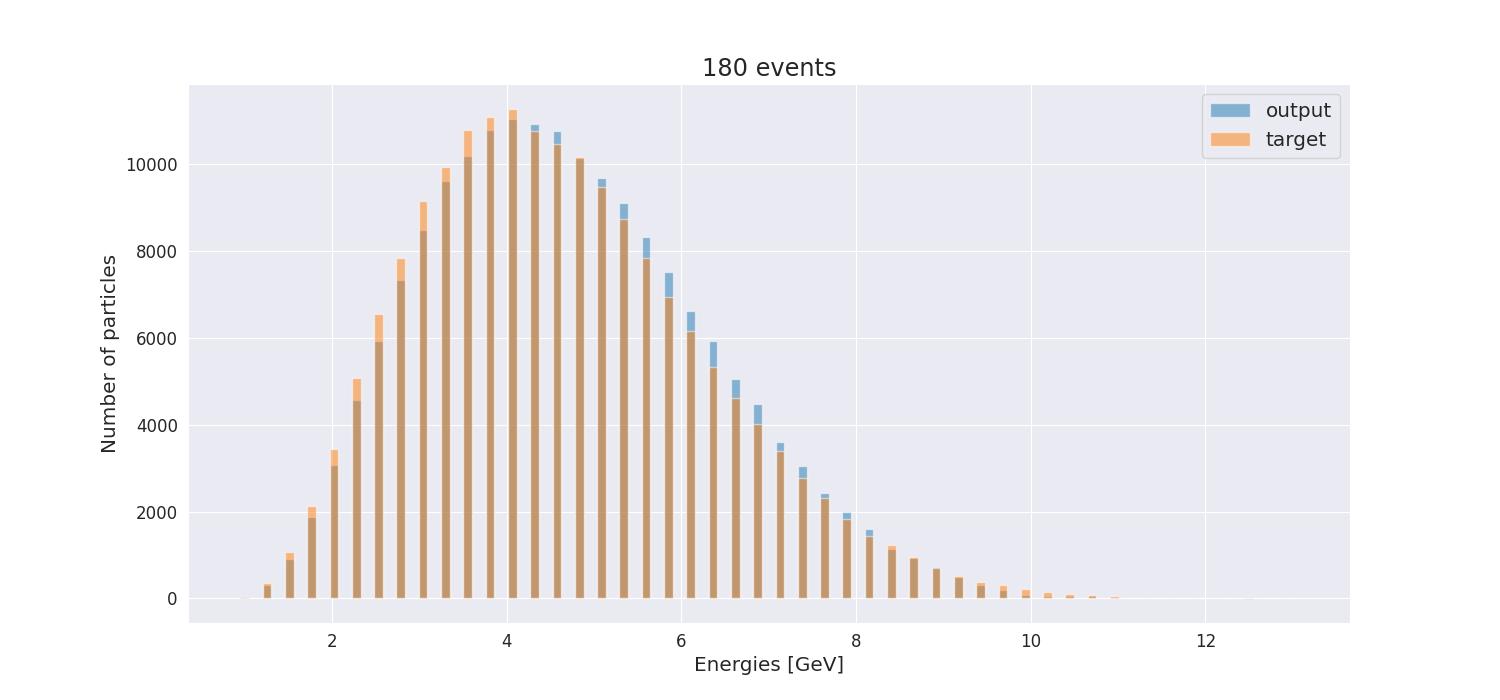 180 events
output
target
10000
8000
6000
4000
2000
0
Number of particles
2 4 6 8 10 12
Energies [GeV]